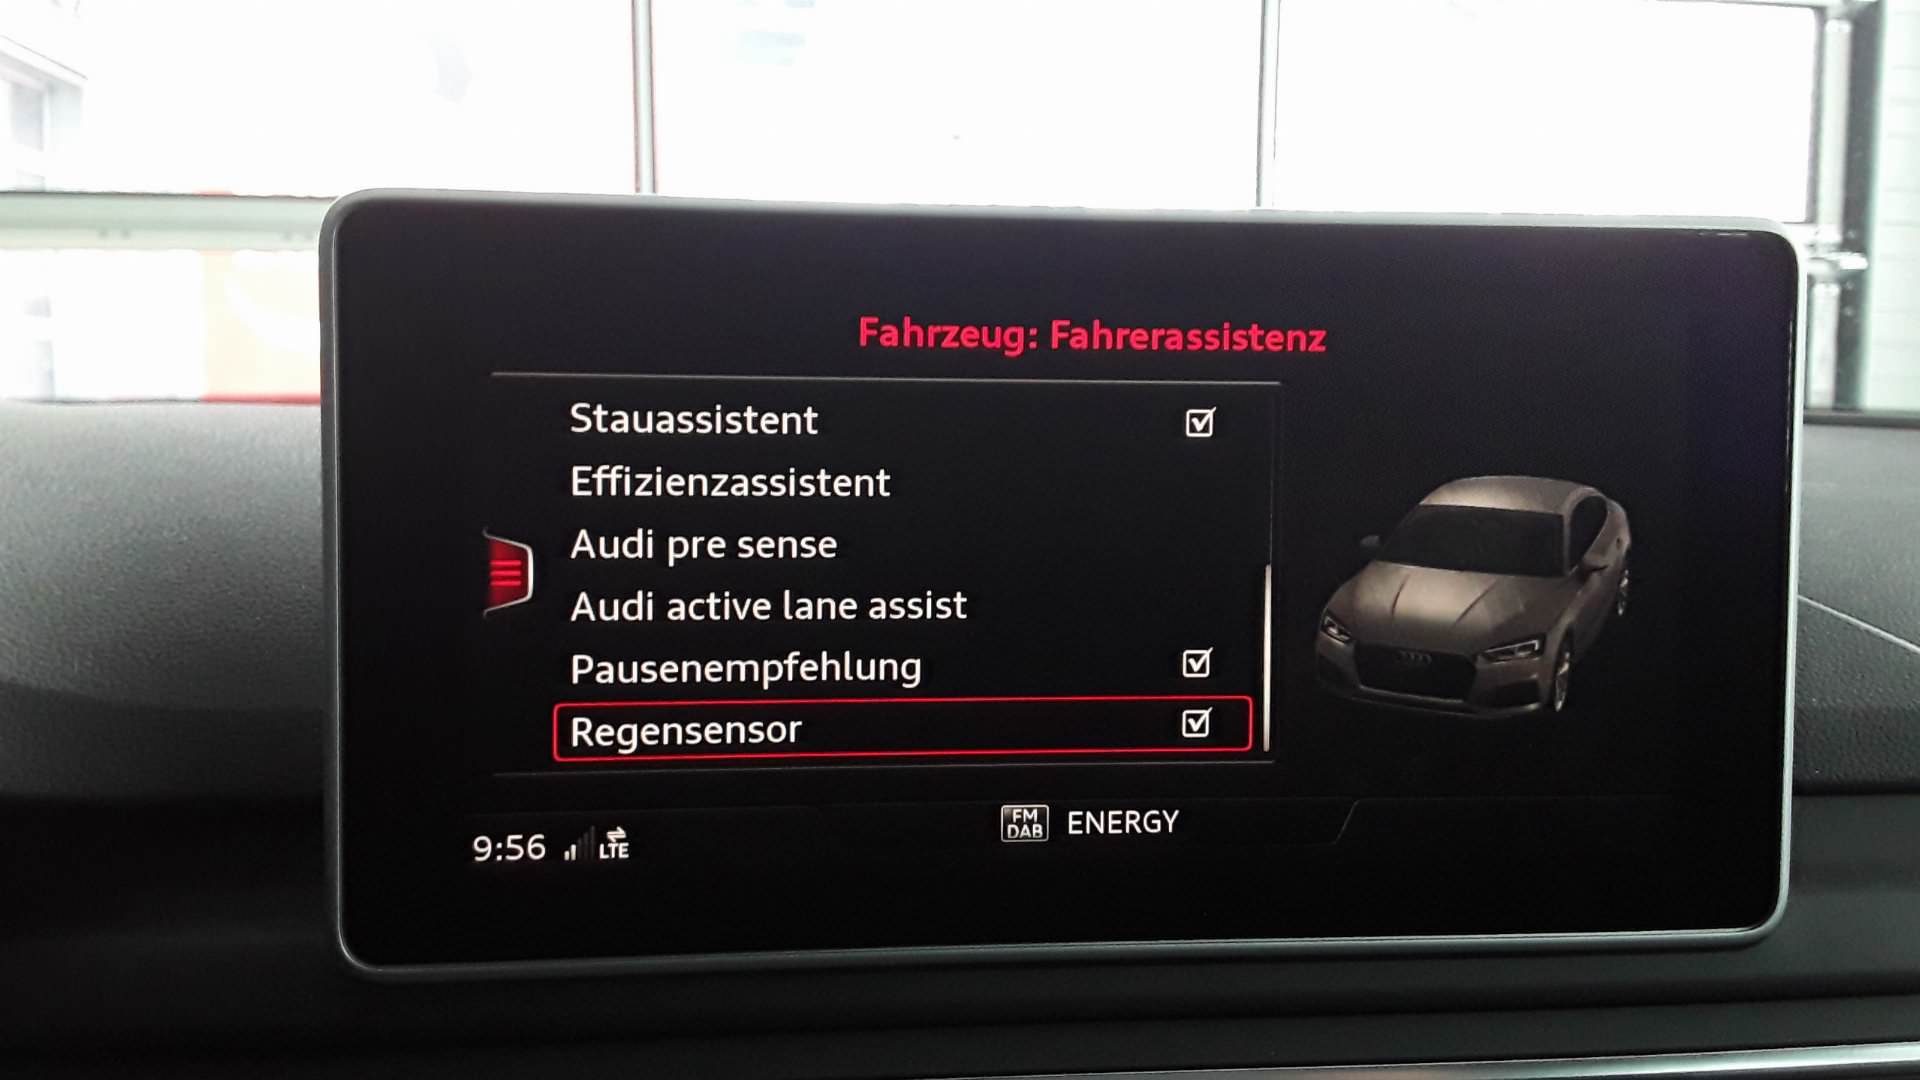 Fahrzeug: Fahrerassistenz
Stauassistent
Effizienzassistent
Audi pre sense
Audi active lane assist
Pausenempfehlung
Regensensor
FM
DAB
ENERGY
9:56
LTE